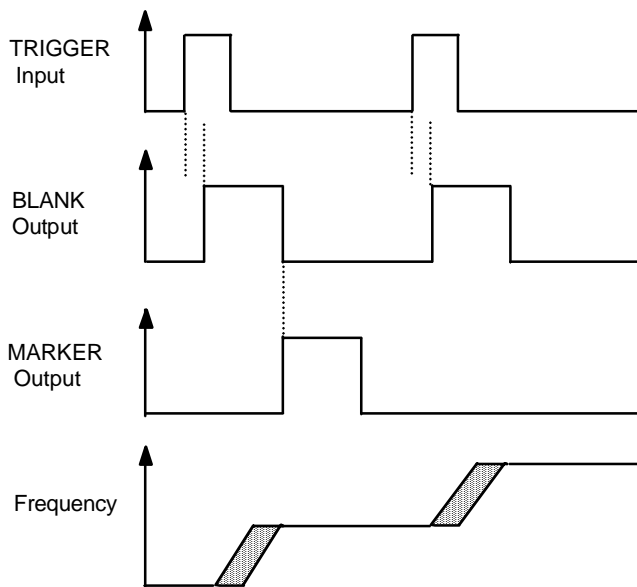 TRIGGER
Input
BLANK
Output
MARKER
Output
Frequency